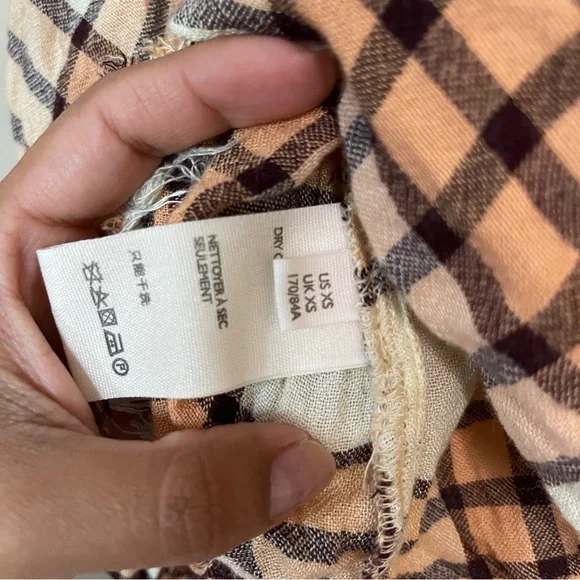 US XS
UK XS
170/84A
DRY C
NETTOYER À SEC
SEULEMENT
只能干洗